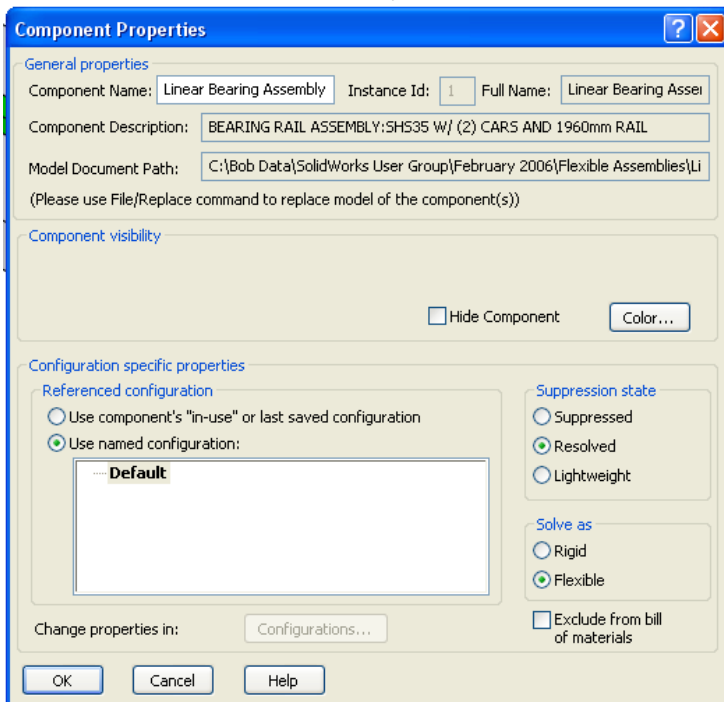 Component Properties
General properties
Component Name: Linear Bearing Assembly Instance Id: 1 Full Name: Linear Bearing Asser
Component Description: BEARING RAIL ASSEMBLY:SHS35 W/ (2) CARS AND 1960mm RAIL
Model Document Path: C:\Bob Data\SolidWorks User Group\February 2006\Flexible Assemblies\Li
(Please use File/Replace command to replace model of the component(s))
Component visibility
Hide Component Color...
Configuration specific properties
Referenced configuration
Use component's "in-use" or last saved configuration
Use named configuration:
Default
Suppression state
Suppressed
Resolved
Lightweight
Solve as
Rigid
Flexible
Change properties in: Configurations...
Exclude from bill
of materials
OK Cancel Help